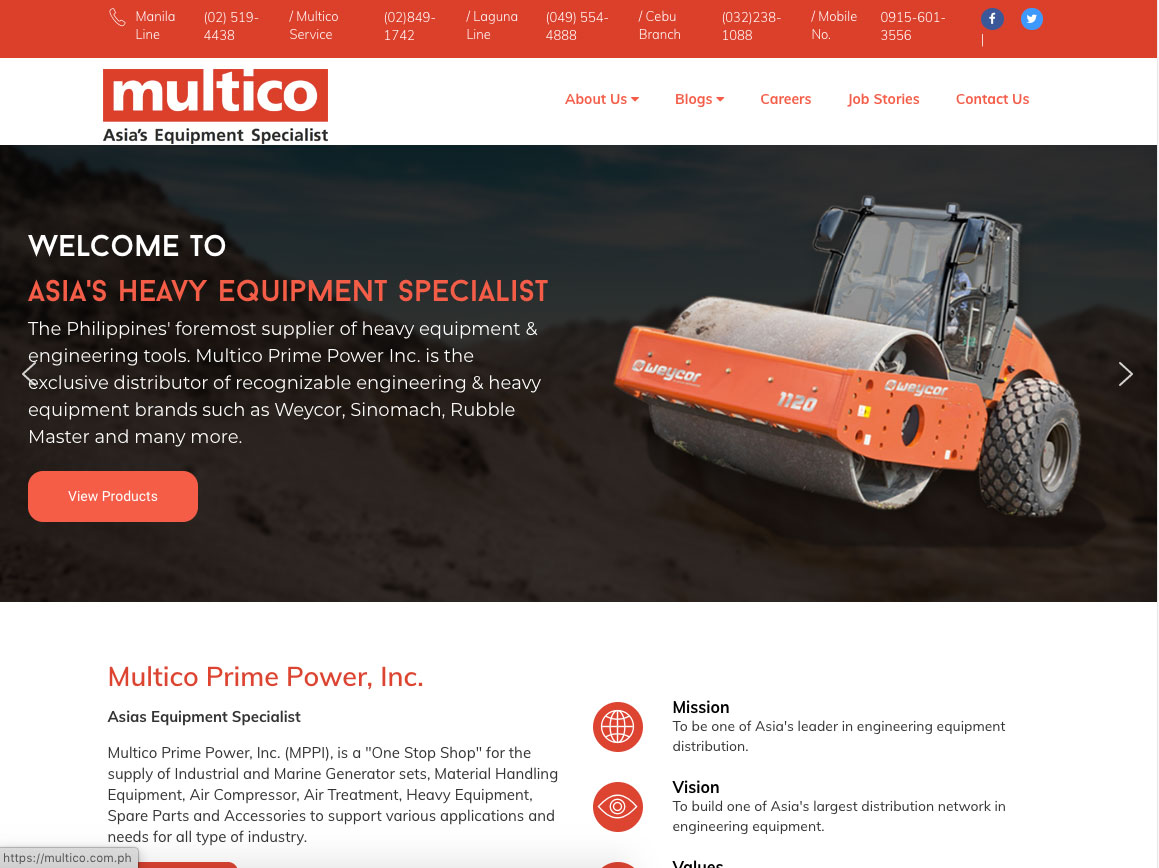 Manila Line
(02) 519-4438
/ Multico Service
(02)849-1742
/ Laguna Line
(049) 554-4888
/ Cebu Branch
(032)238-1088
/ Mobile No.
0915-601-3556
|
multico
Asia's Equipment Specialist
About Us
Blogs
Careers
Job Stories
Contact Us
WELCOME TO
ASIA'S HEAVY EQUIPMENT SPECIALIST
The Philippines' foremost supplier of heavy equipment &
engineering tools. Multico Prime Power Inc. is the
exclusive distributor of recognizable engineering & heavy
equipment brands such as Weycor, Sinomach, Rubble
Master and many more.
View Products
weycor
1120
weycor
Multico Prime Power, Inc.
Asias Equipment Specialist
Multico Prime Power, Inc. (MPPI), is a "One Stop Shop" for the
supply of Industrial and Marine Generator sets, Material Handling
Equipment, Air Compressor, Air Treatment, Heavy Equipment,
Spare Parts and Accessories to support various applications and
needs for all type of industry.
Mission
To be one of Asia's leader in engineering equipment
distribution.
Vision
To build one of Asia's largest distribution network in
engineering equipment.
Values
https://multico.com.ph